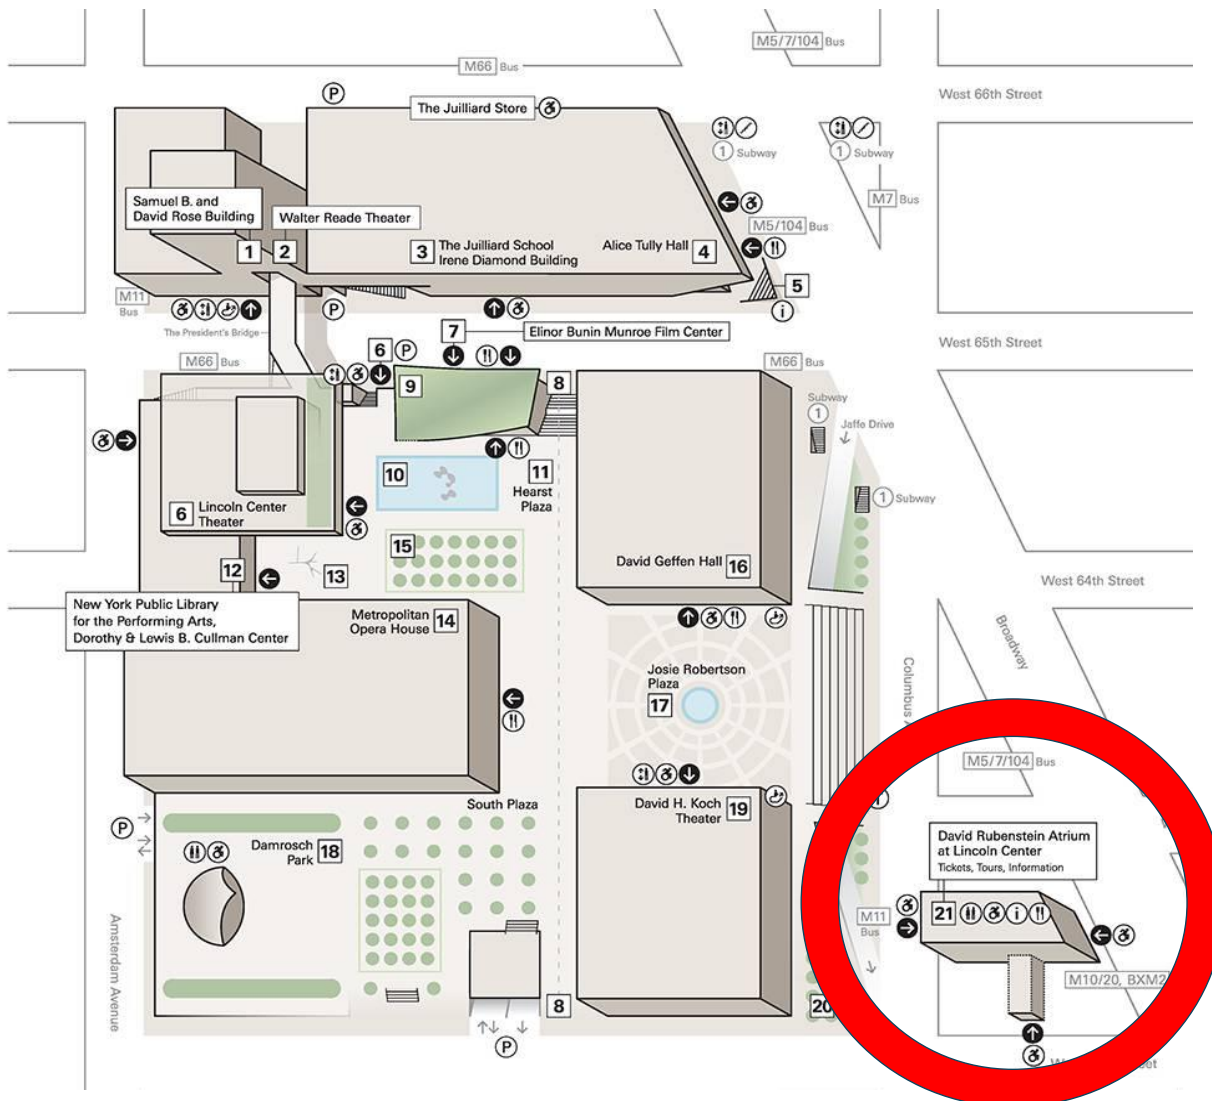 M5/7/104 Bus
M66 Bus
West 66th Street
P
The Juilliard Store
1 Subway
1 Subway
M7 Bus
Samuel B. and
David Rose Building
Walter Reade Theater
M5/104
Bus
1
2
3 The Juilliard School
Irene Diamond Building
Alice Tully Hall 4
5
M11
Bus
P
i
The President's Bridge
7 Elinor Bunin Munroe Film Center
West 65th Street
M66 Bus
6 P
M66 Bus
9
8
Subway
1
Jaffe Drive
10
11
Hearst
Plaza
1 Subway
6 Lincoln Center
Theater
15
12
13
David Geffen Hall 16
West 64th Street
New York Public Library
for the Performing Arts,
Dorothy & Lewis B. Cullman Center
Metropolitan
Opera House 14
Broadway
Josie Robertson
Plaza
17
Columbus
M5/7/104 Bus
South Plaza
David H. Koch
Theater 19
P
Damrosch
Park 18
David Rubenstein Atrium
at Lincoln Center
Tickets, Tours, Information
21 i
M11
Bus
Amsterdam Avenue
M10/20, BXM2
8
20
P